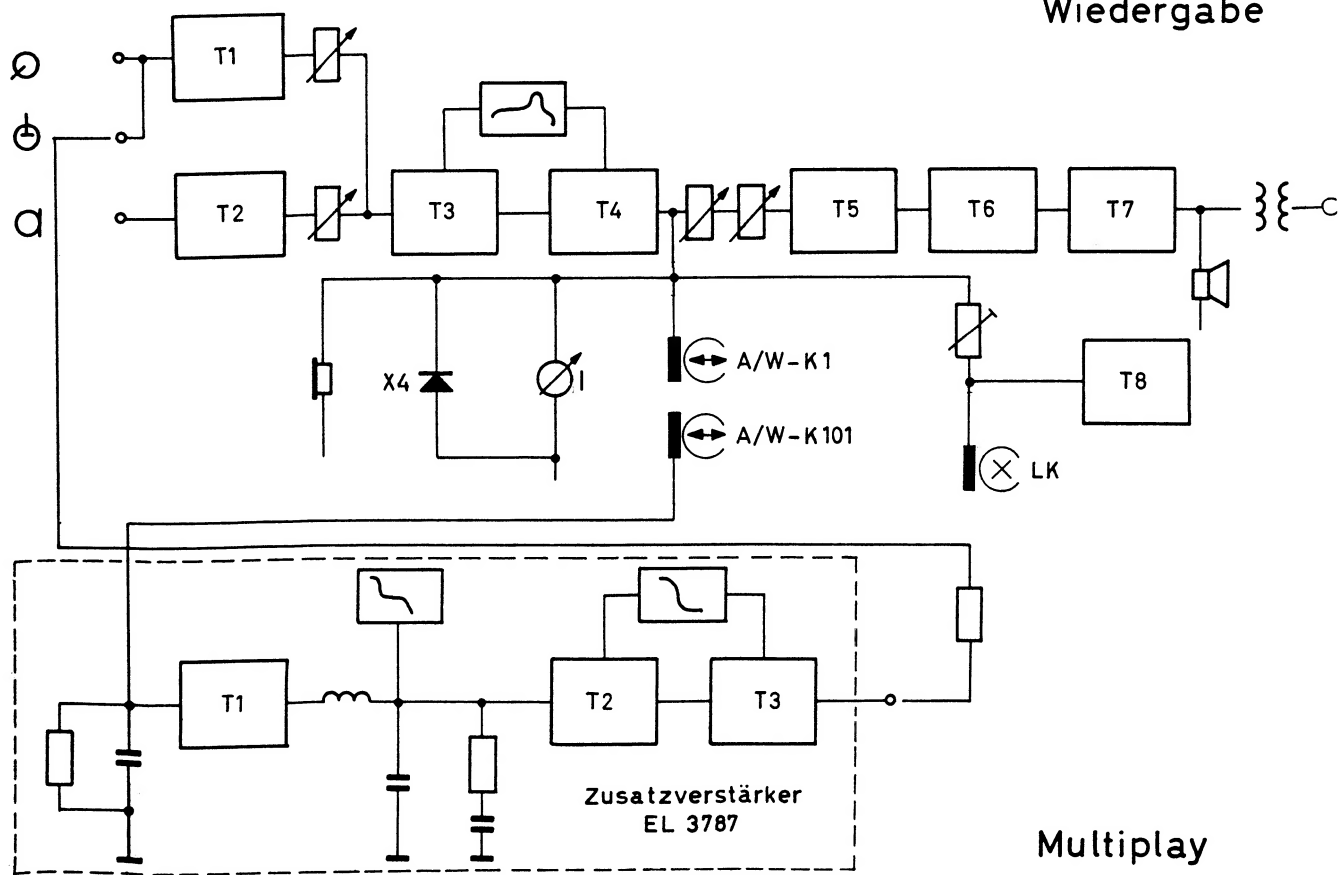 Wiedergabe
T1
T2
T3
T4
T5
T6
T7
X4
I
A/W-K1
T8
A/W-K101
LK
T1
T2
T3
Zusatzverstärker
EL 3787
Multiplay